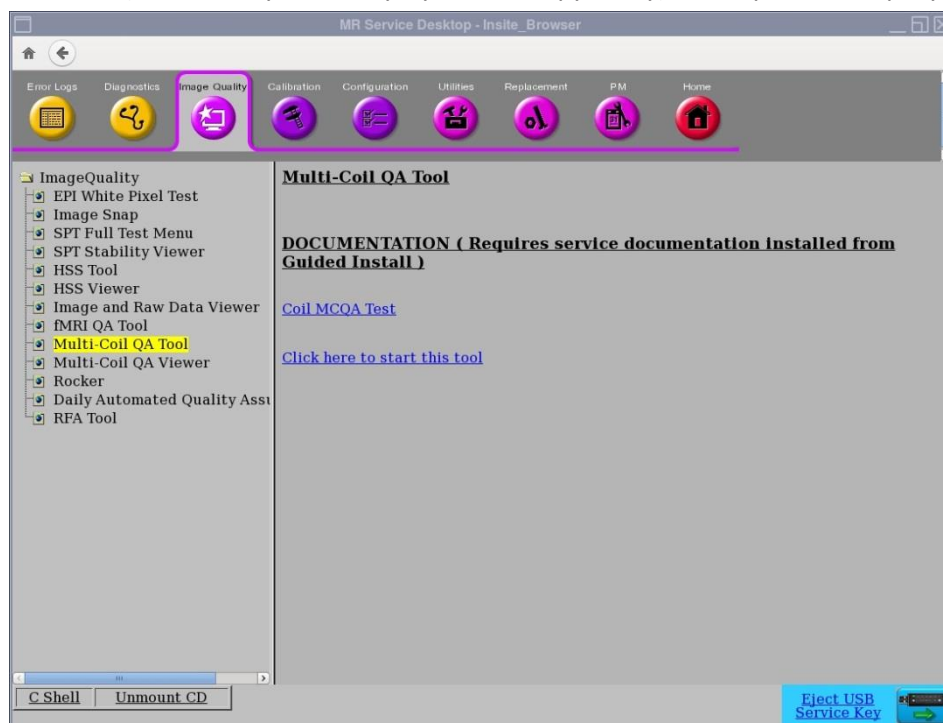 MR Service Desktop - Insite_Browser
Error Logs Diagnostics Image Quality Calibration Configuration Utilities Replacement PM Home
ImageQuality
EPI White Pixel Test
Image Snap
SPT Full Test Menu
SPT Stability Viewer
HSS Tool
HSS Viewer
Image and Raw Data Viewer
fMRI QA Tool
Multi-Coil QA Tool
Multi-Coil QA Viewer
Rocker
Daily Automated Quality Assu
RFA Tool
Multi-Coil QA Tool
DOCUMENTATION ( Requires service documentation installed from
Guided Install )
Coil MCQA Test
Click here to start this tool
C Shell Unmount CD
Eject USB
Service Key